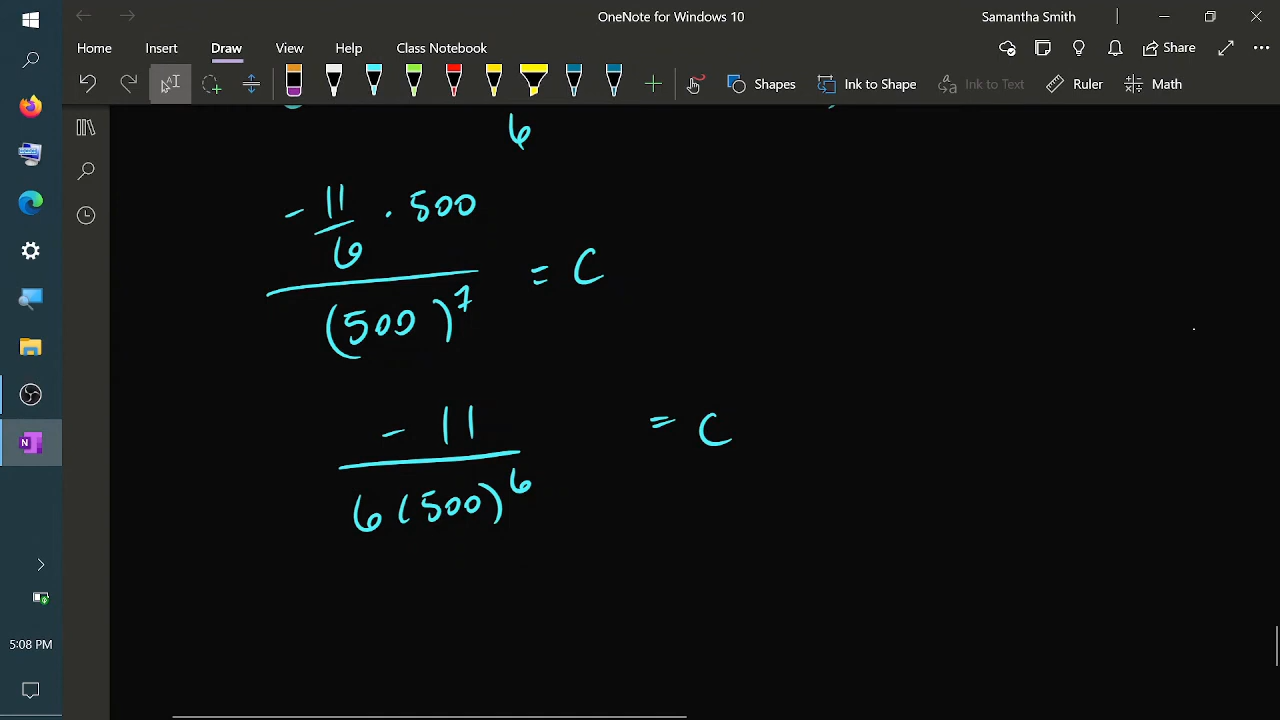 OneNote for Windows 10
Samantha Smith
Home Insert Draw View Help Class Notebook
Share
Shapes Ink to Shape Ink to Text Ruler Math
6
- 11/6 · 500
/ (500)^7 = C
- 11 / 6(500)^6 = C
N
5:08 PM